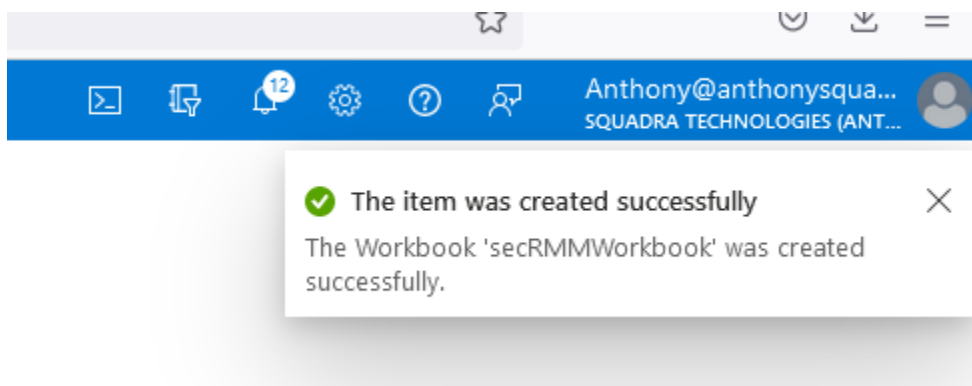 12
Anthony@anthonysqua...
SQUADRA TECHNOLOGIES (ANT...
The item was created successfully
The Workbook 'secRMMWorkbook' was created
successfully.